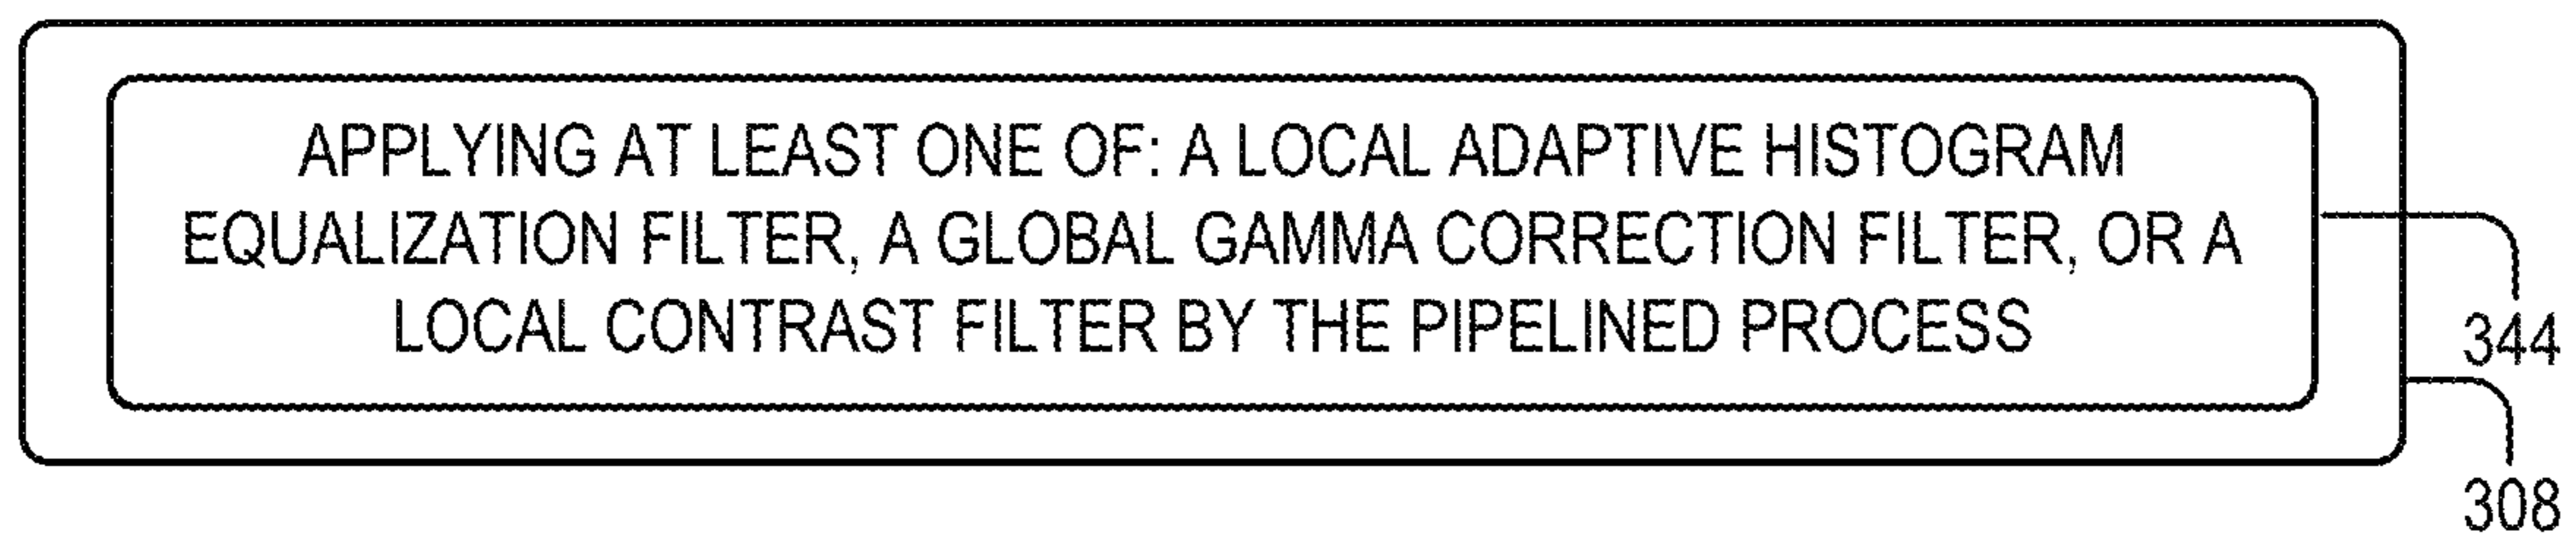 APPLYING AT LEAST ONE OF: A LOCAL ADAPTIVE HISTOGRAM
EQUALIZATION FILTER, A GLOBAL GAMMA CORRECTION FILTER, OR A
LOCAL CONTRAST FILTER BY THE PIPELINED PROCESS
344
308